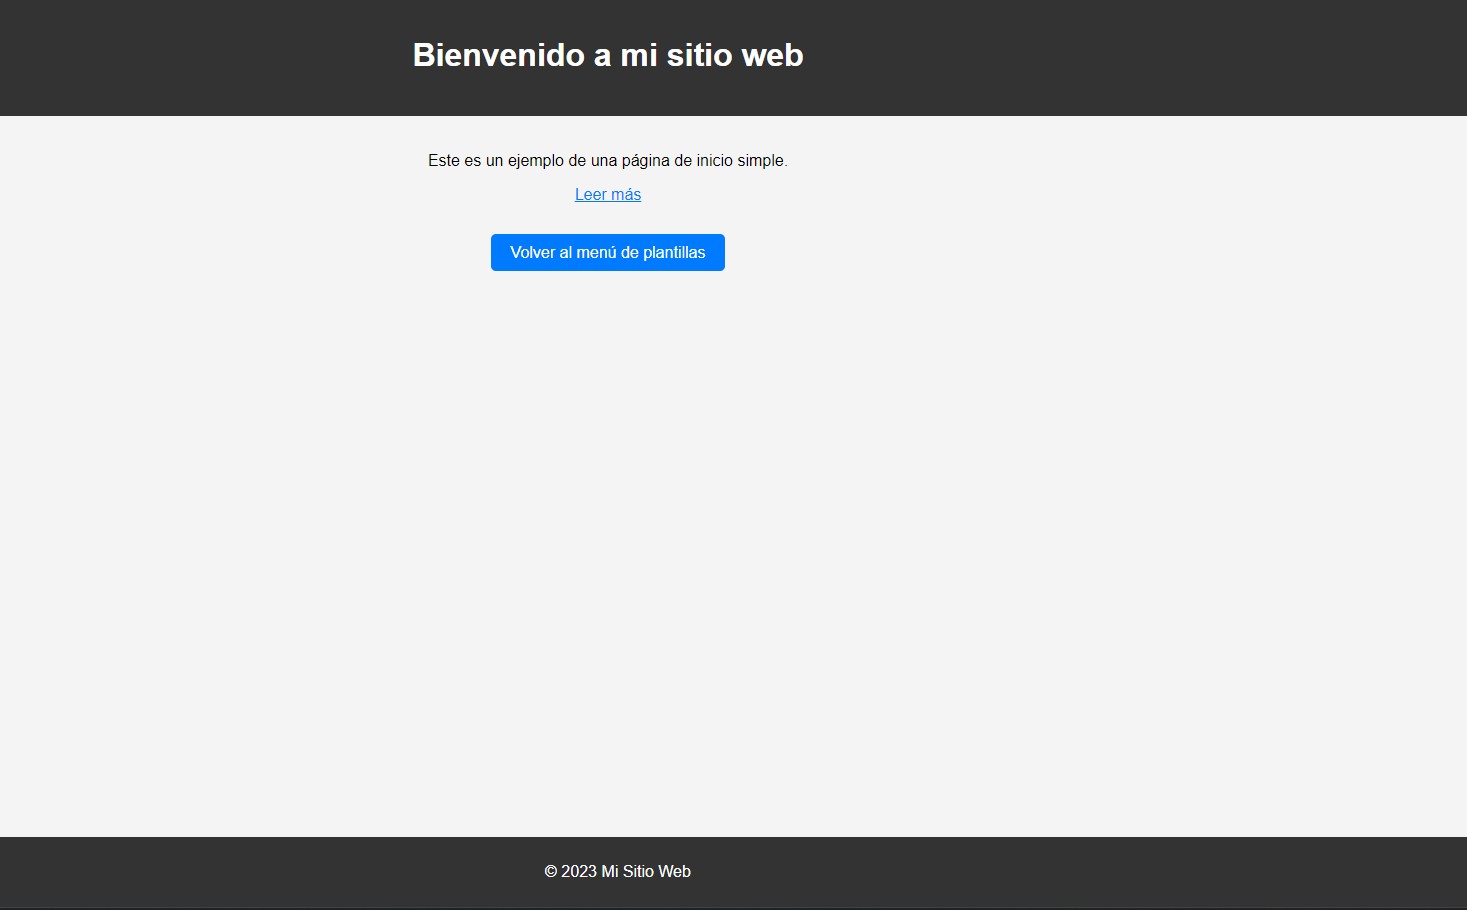 Bienvenido a mi sitio web
Este es un ejemplo de una página de inicio simple.
Leer más
Volver al menú de plantillas
© 2023 Mi Sitio Web